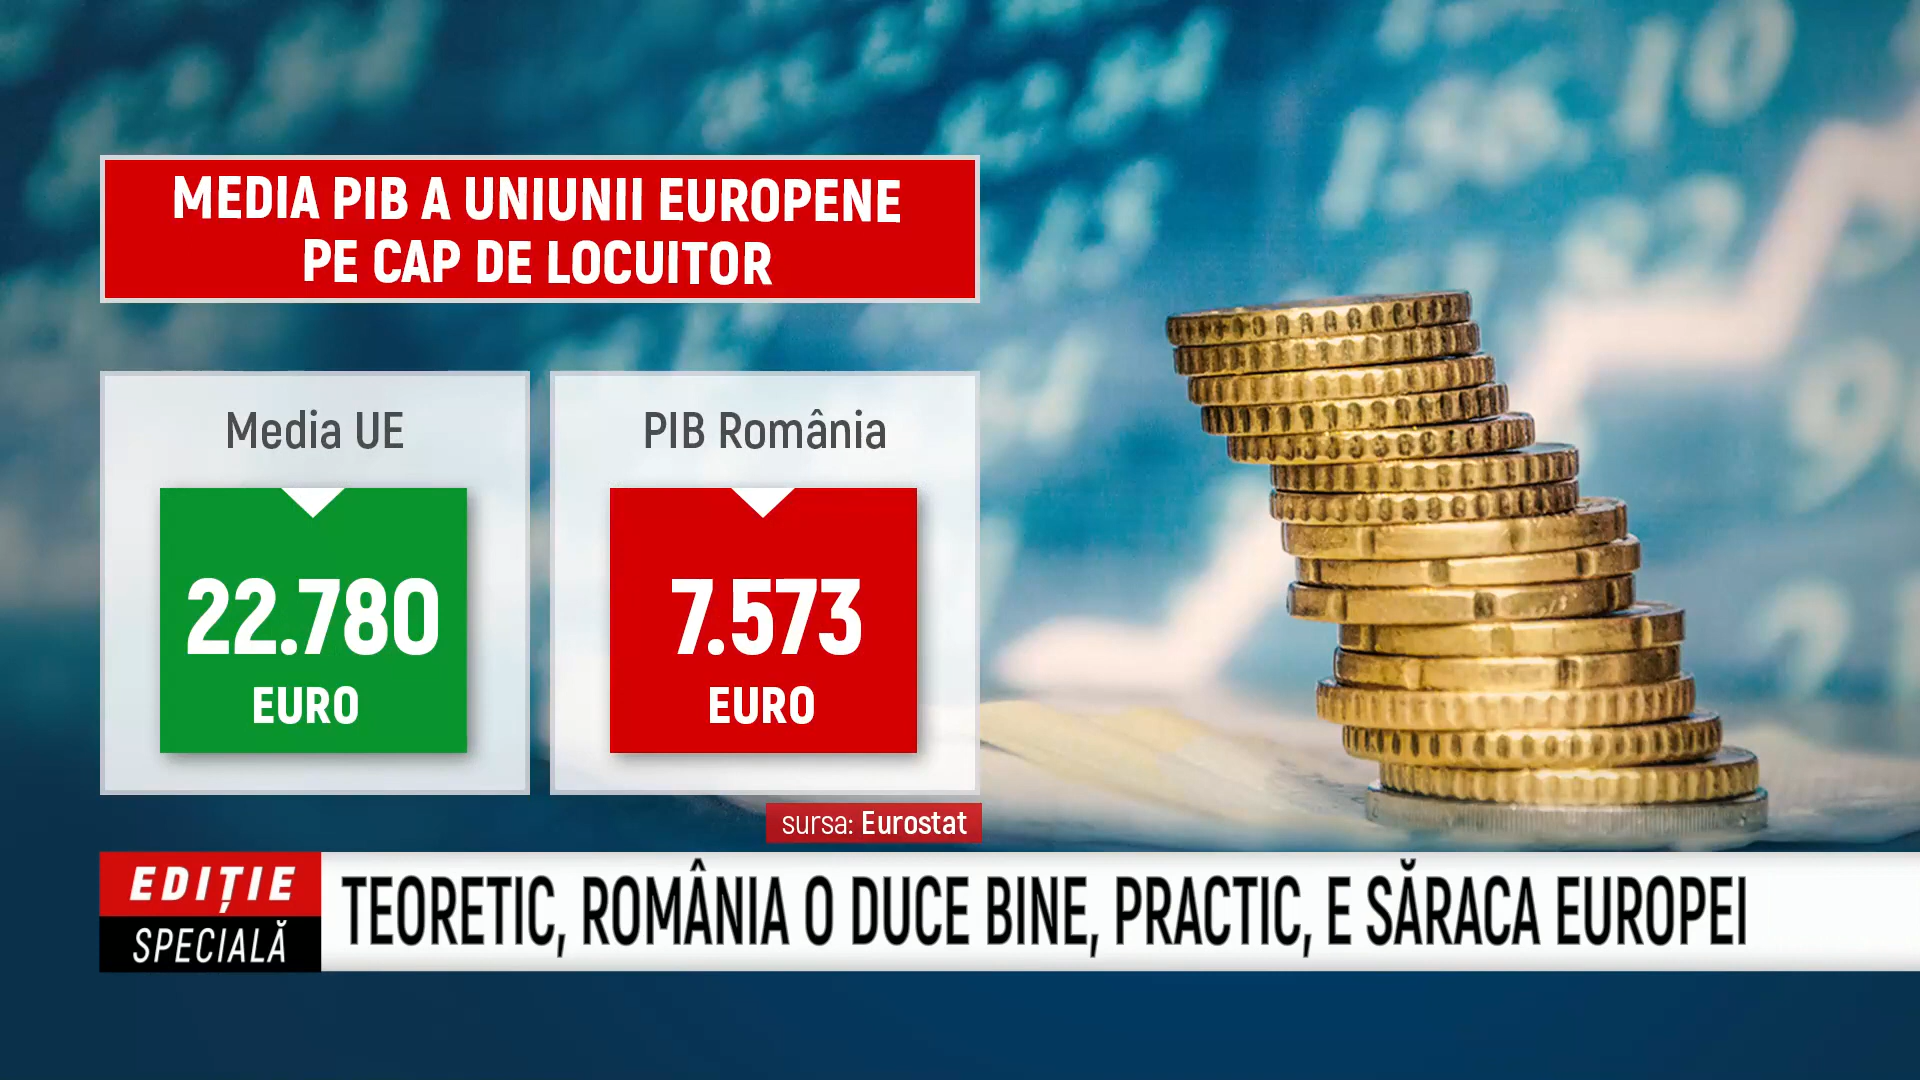 MEDIA PIB A UNIUNII EUROPENE
PE CAP DE LOCUITOR
Media UE
22.780
EURO
PIB România
7.573
EURO
sursa: Eurostat
EDIȚIE
SPECIALĂ
TEORETIC, ROMÂNIA O DUCE BINE, PRACTIC, E SĂRACA EUROPEI